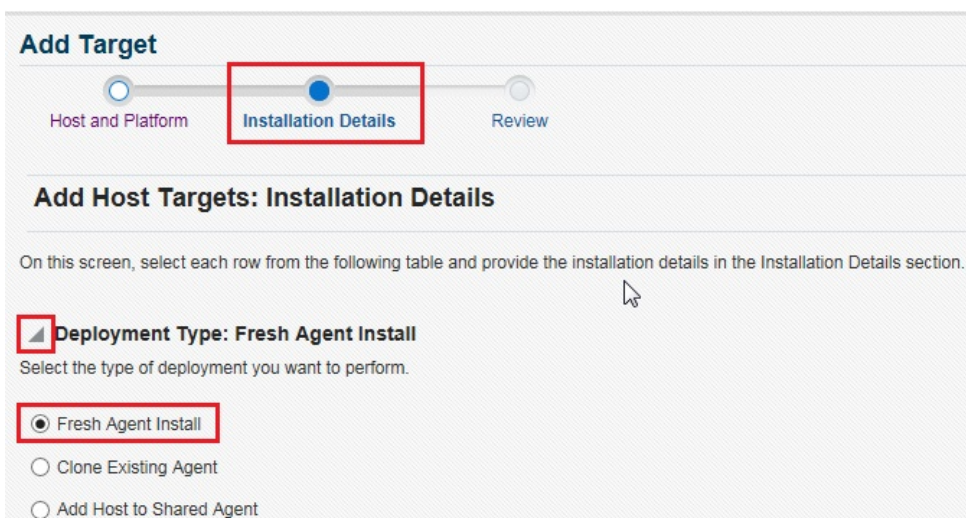 Add Target
Host and Platform
Installation Details
Review
Add Host Targets: Installation Details
On this screen, select each row from the following table and provide the installation details in the Installation Details section.
Deployment Type: Fresh Agent Install
Select the type of deployment you want to perform.
Fresh Agent Install
Clone Existing Agent
Add Host to Shared Agent